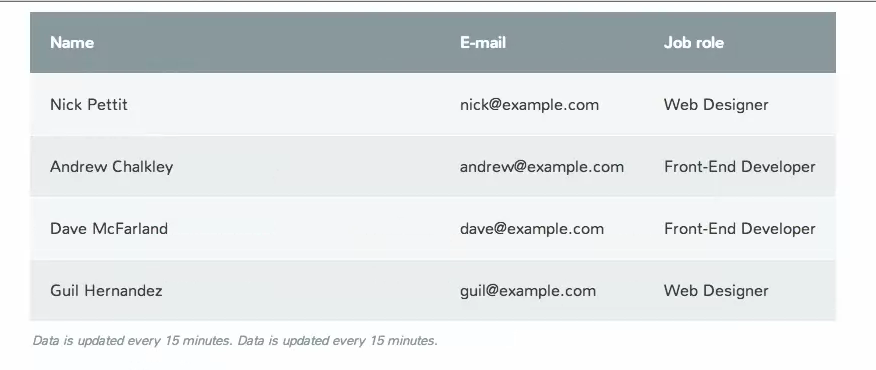 Name E-mail Job role
Nick Pettit nick@example.com Web Designer
Andrew Chalkley andrew@example.com Front-End Developer
Dave McFarland dave@example.com Front-End Developer
Guil Hernandez guil@example.com Web Designer
Data is updated every 15 minutes. Data is updated every 15 minutes.